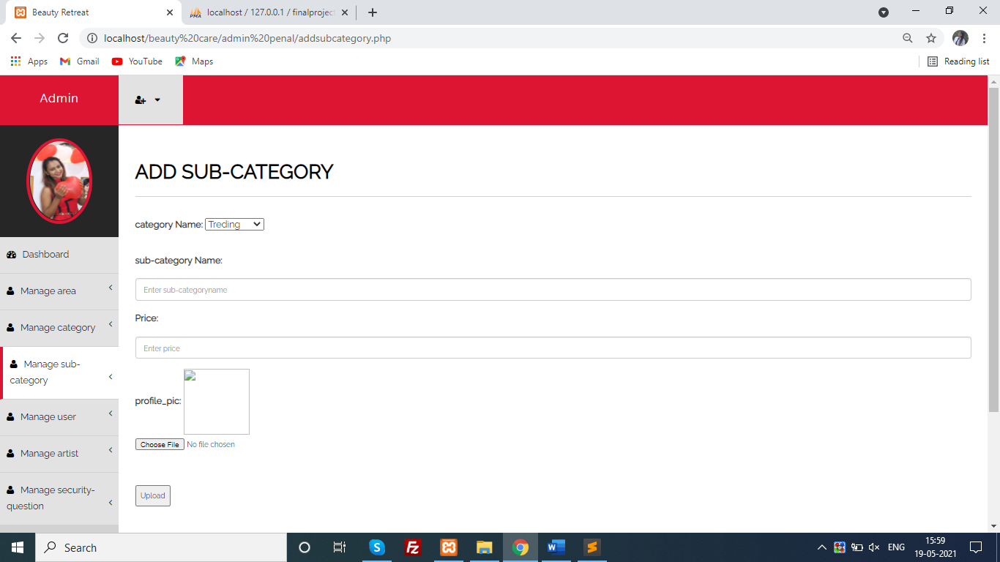 Beauty Retreat
localhost / 127.0.0.1 / finalproject
localhost/beauty%20care/admin%20penal/addsubcategory.php
Apps
Gmail
YouTube
Maps
Reading list
Admin
ADD SUB-CATEGORY
category Name: Treding
sub-category Name:
Enter sub-categoryname
Price:
Enter price
profile_pic:
Choose File No file chosen
Upload
Dashboard
Manage area
Manage category
Manage sub-
category
Manage user
Manage artist
Manage security-
question
Search
ENG
15:59
19-05-2021